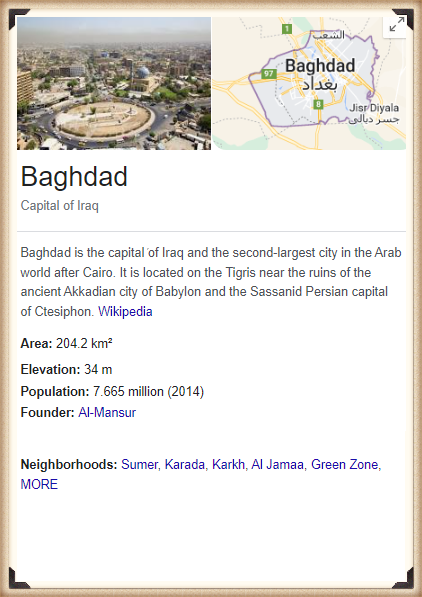 1
الشعب
Baghdad
بغداد
97
8
Jisr Diyala
جسر ديالى
Baghdad
Capital of Iraq
Baghdad is the capital of Iraq and the second-largest city in the Arab
world after Cairo. It is located on the Tigris near the ruins of the
ancient Akkadian city of Babylon and the Sassanid Persian capital
of Ctesiphon. Wikipedia
Area: 204.2 km²
Elevation: 34 m
Population: 7.665 million (2014)
Founder: Al-Mansur
Neighborhoods: Sumer, Karada, Karkh, Al Jamaa, Green Zone,
MORE